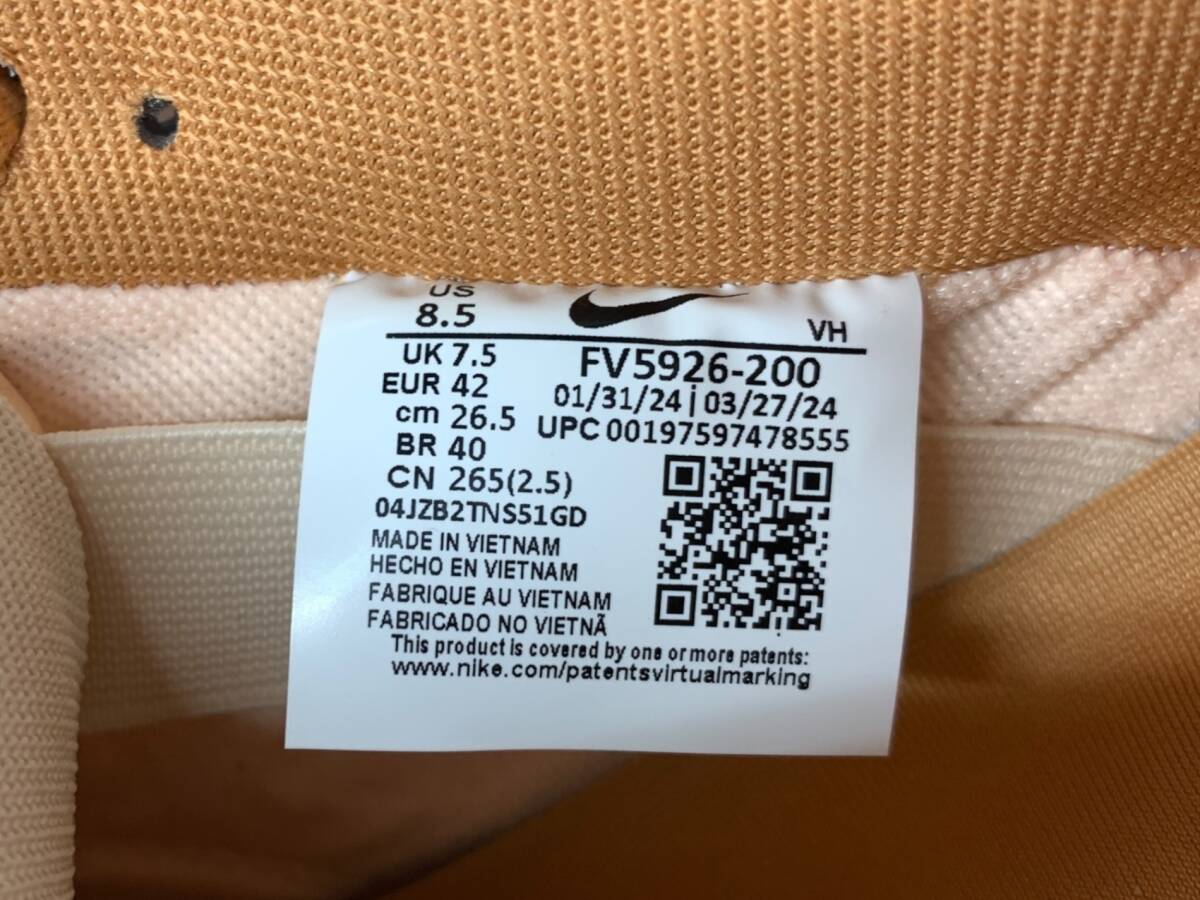 US
8.5
VH
UK 7.5
FV5926-200
EUR 42
01/31/24 | 03/27/24
cm 26.5
UPC 00197597478555
BR 40
CN 265(2.5)
04JZB2TNS51GD
MADE IN VIETNAM
HECHO EN VIETNAM
FABRIQUE AU VIETNAM
FABRICADO NO VIETNÃ
This product is covered by one or more patents:
www.nike.com/patentsvirtualmarking